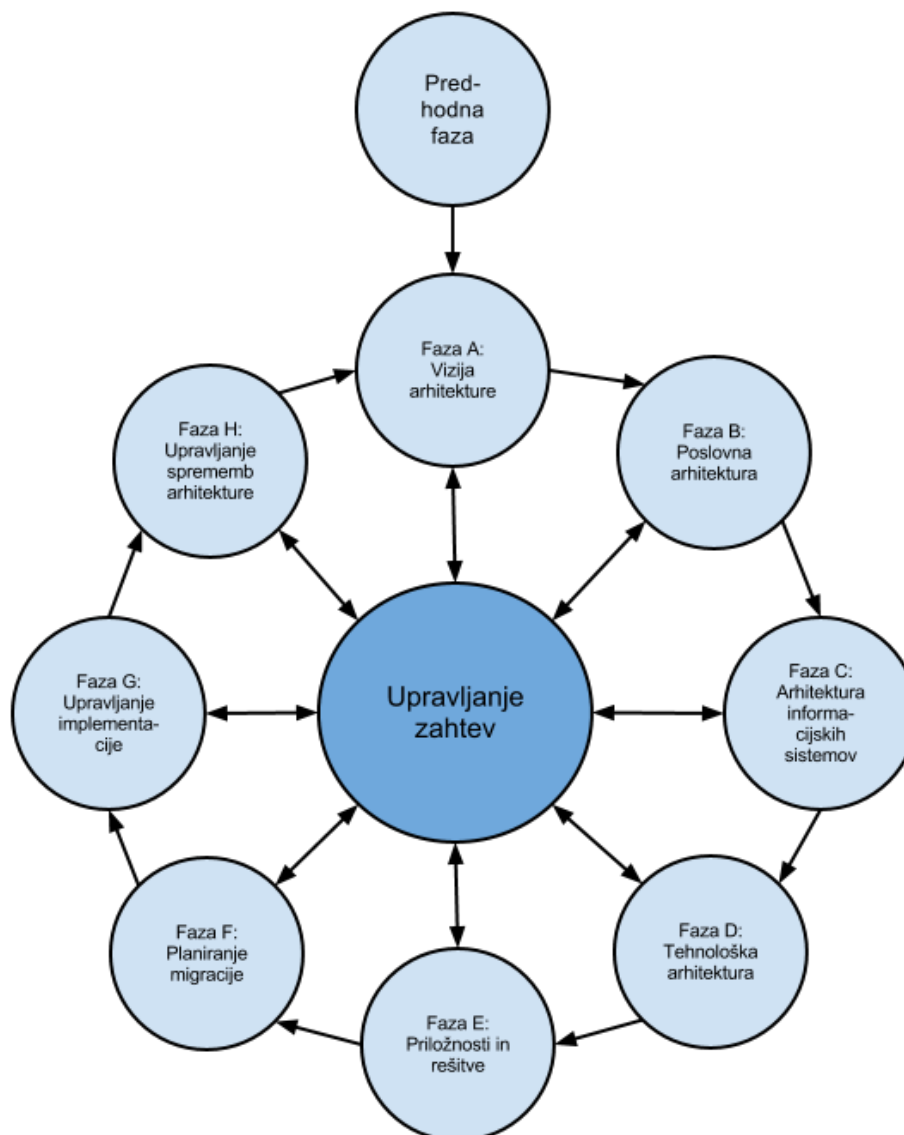 Pred-
hodna
faza
Faza A:
Vizija
arhitekture
Faza B:
Poslovna
arhitektura
Faza H:
Upravljanje
sprememb
arhitekture
Faza C:
Arhitektura
informa-
cijskih
sistemov
Upravljanje
zahtev
Faza G:
Upravljanje
implementa-
cije
Faza D:
Tehnološka
arhitektura
Faza F:
Planiranje
migracije
Faza E:
Priložnosti in
rešitve